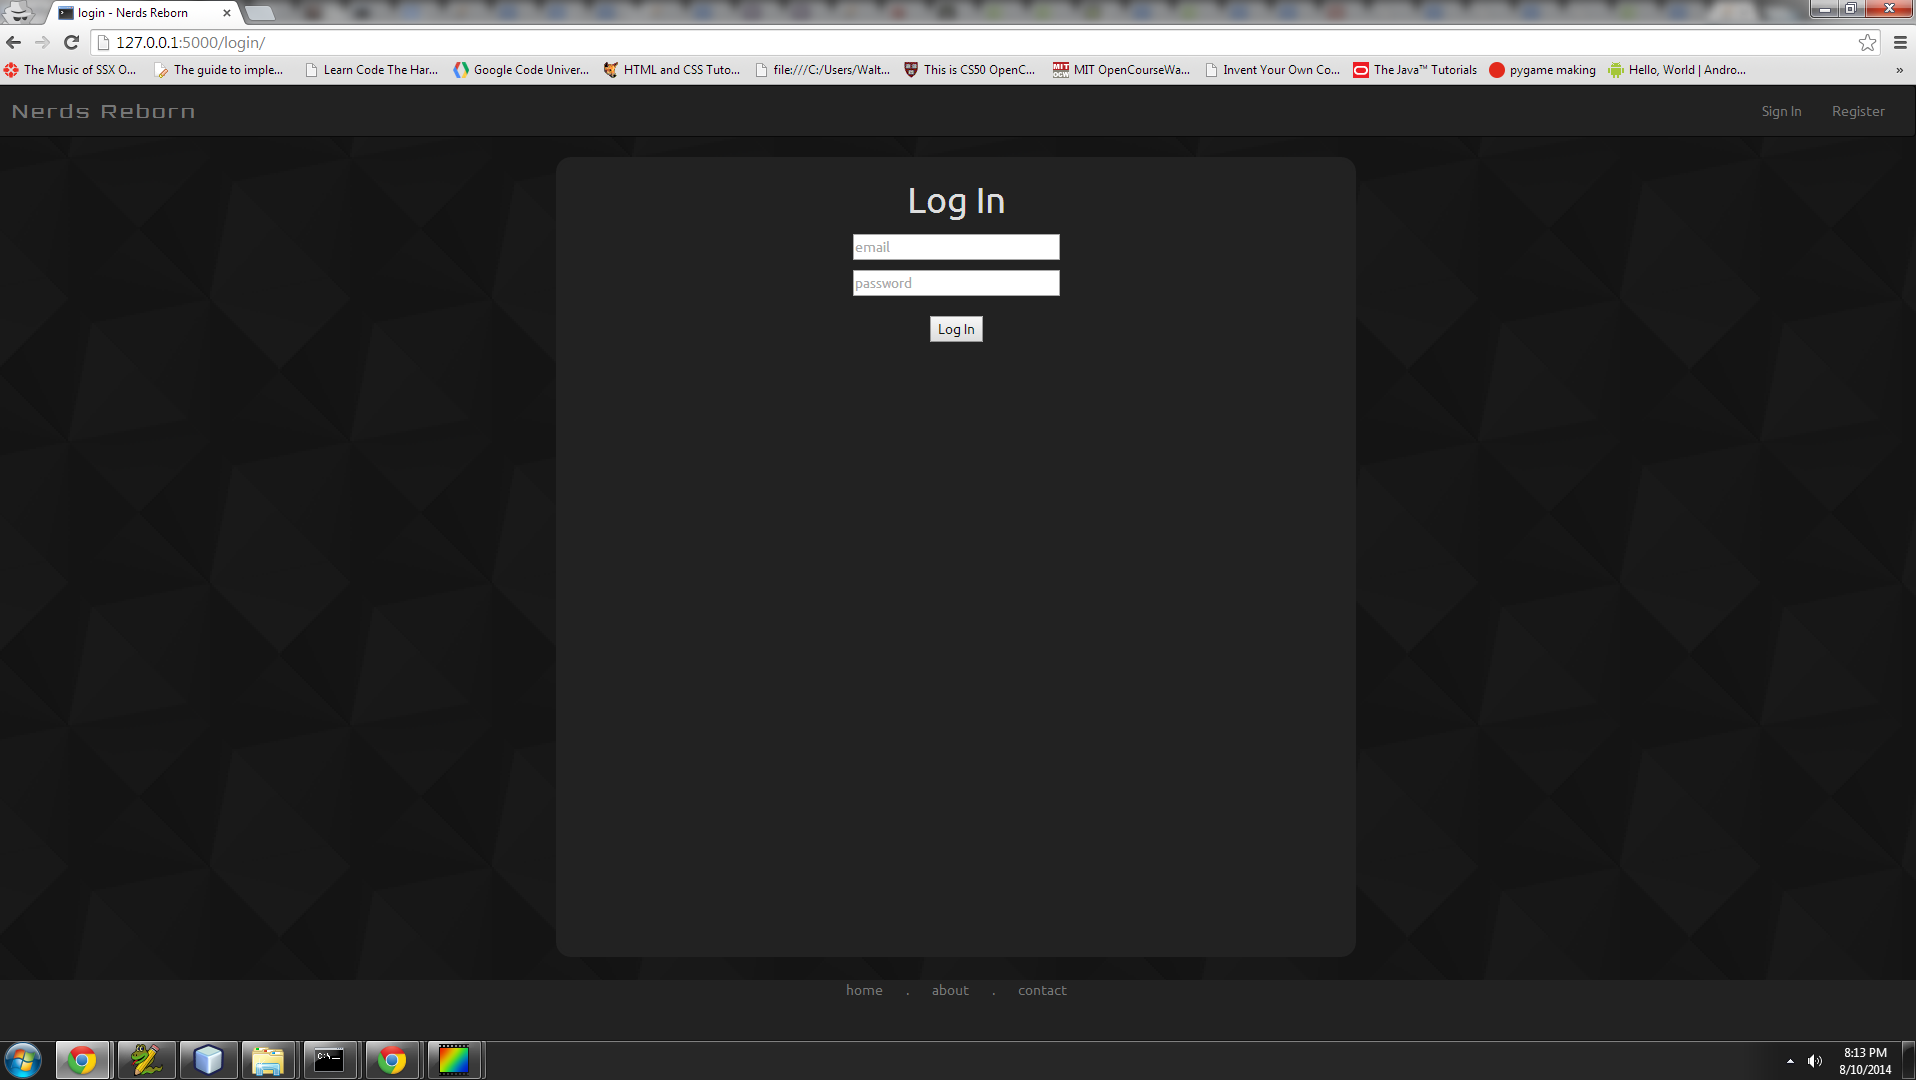 login - Nerds Reborn
127.0.0.1:5000/login/
The Music of SSX O...
The guide to imple...
Learn Code The Har...
Google Code Univer...
HTML and CSS Tuto...
file:///C:/Users/Walt...
This is CS50 OpenC...
MIT OpenCourseWa...
Invent Your Own Co...
The Java™ Tutorials
pygame making
Hello, World | Andro...
»
Nerds Reborn
Sign In
Register
Log In
email
password
Log In
home . about . contact
C:\_
8:13 PM
8/10/2014